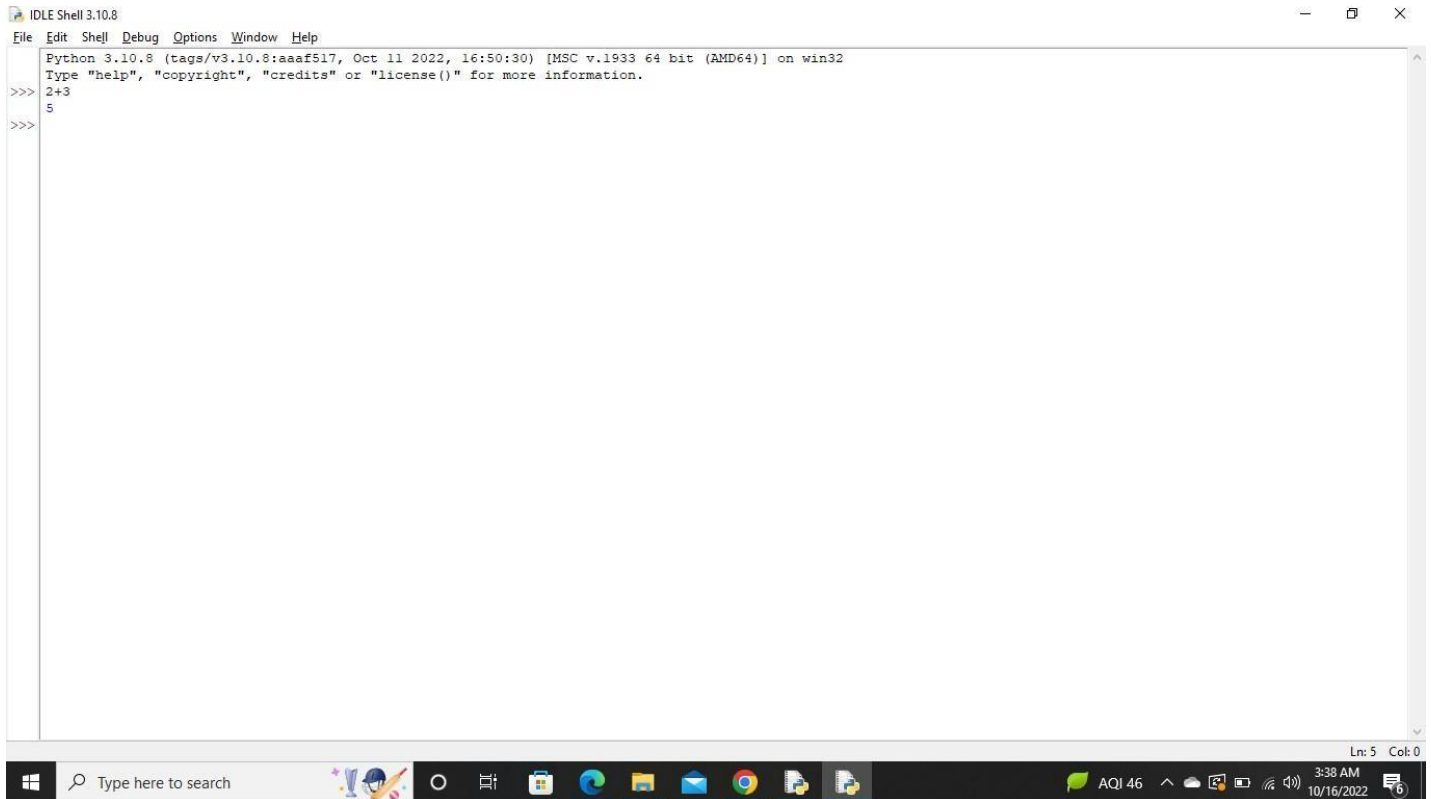 IDLE Shell 3.10.8
File Edit Shell Debug Options Window Help
Python 3.10.8 (tags/v3.10.8:aaaf517, Oct 11 2022, 16:50:30) [MSC v.1933 64 bit (AMD64)] on win32
Type "help", "copyright", "credits" or "license()" for more information.
>>> 2+3
5
>>>
Ln: 5 Col: 0
Type here to search
AQI 46
3:38 AM
10/16/2022
6